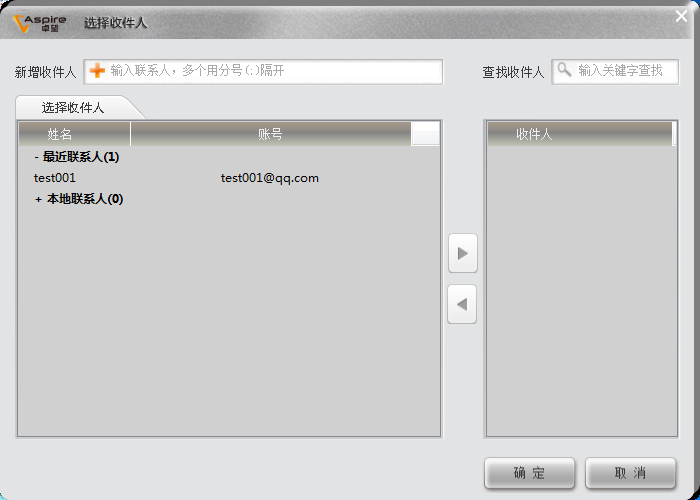 Aspire
卓望
选择收件人
新增收件人
输入联系人，多个用分号(;)隔开
查找收件人
输入关键字查找
选择收件人
姓名 账号
- 最近联系人(1)
test001 test001@qq.com
+ 本地联系人(0)
收件人
确 定
取 消